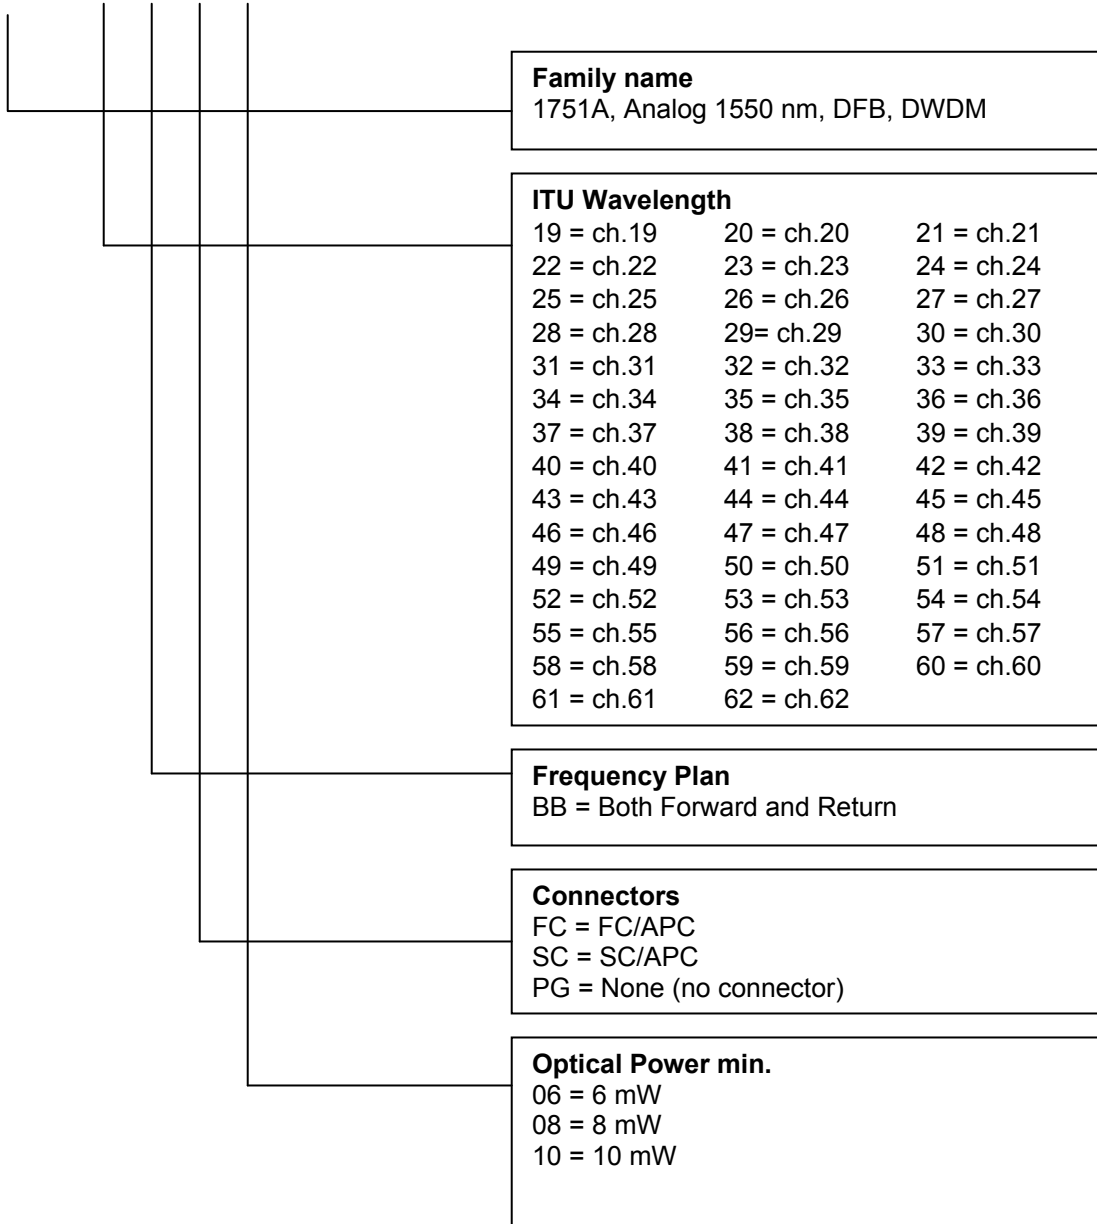 Family name
1751A, Analog 1550 nm, DFB, DWDM
ITU Wavelength
19 = ch.19 20 = ch.20 21 = ch.21
22 = ch.22 23 = ch.23 24 = ch.24
25 = ch.25 26 = ch.26 27 = ch.27
28 = ch.28 29= ch.29 30 = ch.30
31 = ch.31 32 = ch.32 33 = ch.33
34 = ch.34 35 = ch.35 36 = ch.36
37 = ch.37 38 = ch.38 39 = ch.39
40 = ch.40 41 = ch.41 42 = ch.42
43 = ch.43 44 = ch.44 45 = ch.45
46 = ch.46 47 = ch.47 48 = ch.48
49 = ch.49 50 = ch.50 51 = ch.51
52 = ch.52 53 = ch.53 54 = ch.54
55 = ch.55 56 = ch.56 57 = ch.57
58 = ch.58 59 = ch.59 60 = ch.60
61 = ch.61 62 = ch.62
Frequency Plan
BB = Both Forward and Return
Connectors
FC = FC/APC
SC = SC/APC
PG = None (no connector)
Optical Power min.
06 = 6 mW
08 = 8 mW
10 = 10 mW